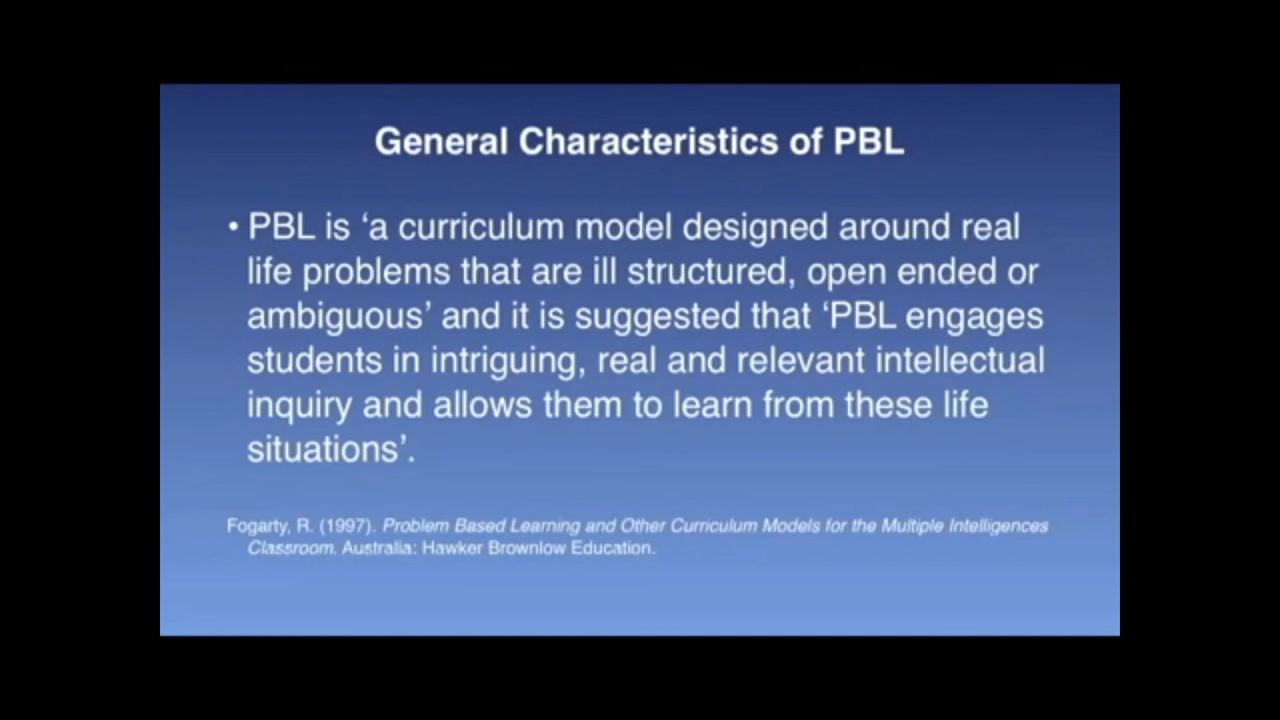 General Characteristics of PBL
• PBL is ‘a curriculum model designed around real
life problems that are ill structured, open ended or
ambiguous’ and it is suggested that ‘PBL engages
students in intriguing, real and relevant intellectual
inquiry and allows them to learn from these life
situations’.
Fogarty, R. (1997). Problem Based Learning and Other Curriculum Models for the Multiple Intelligences
Classroom. Australia: Hawker Brownlow Education.